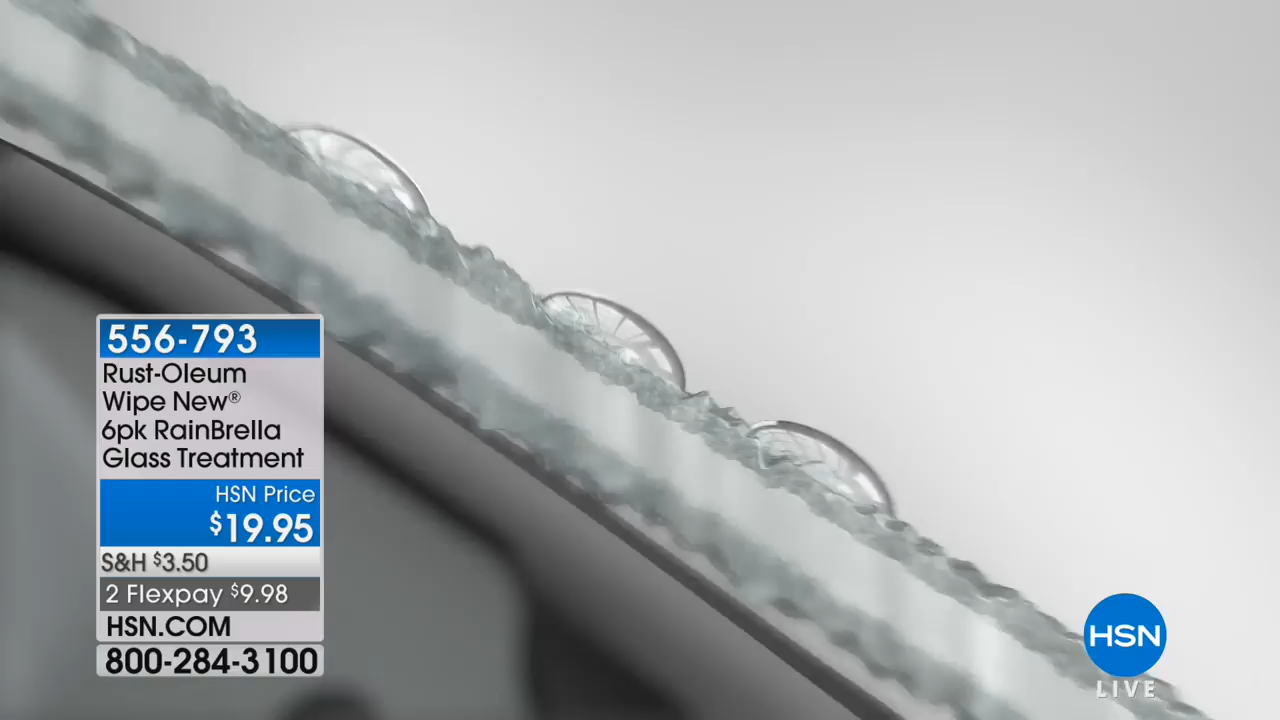 556-793
Rust-Oleum
Wipe New®
6pk RainBrella
Glass Treatment
HSN Price
$19.95
S&H $3.50
2 Flexpay $9.98
HSN.COM
800-284-3100
HSN
LIVE